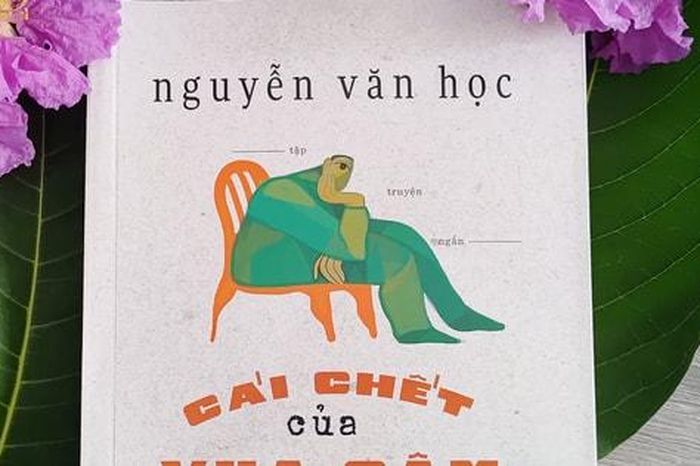 nguyễn văn học
tập
truyện
ngắn
CÁI CHẾT
của